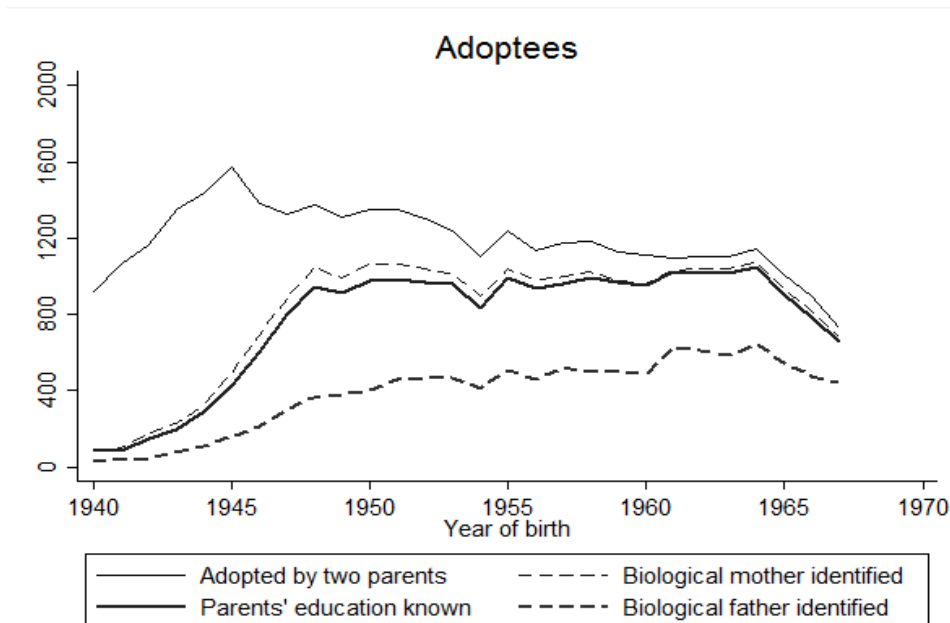 Adoptees
2000
1600
1200
800
400
0
1940 1945 1950 1955 1960 1965 1970
Year of birth
Adopted by two parents Biological mother identified
Parents' education known Biological father identified